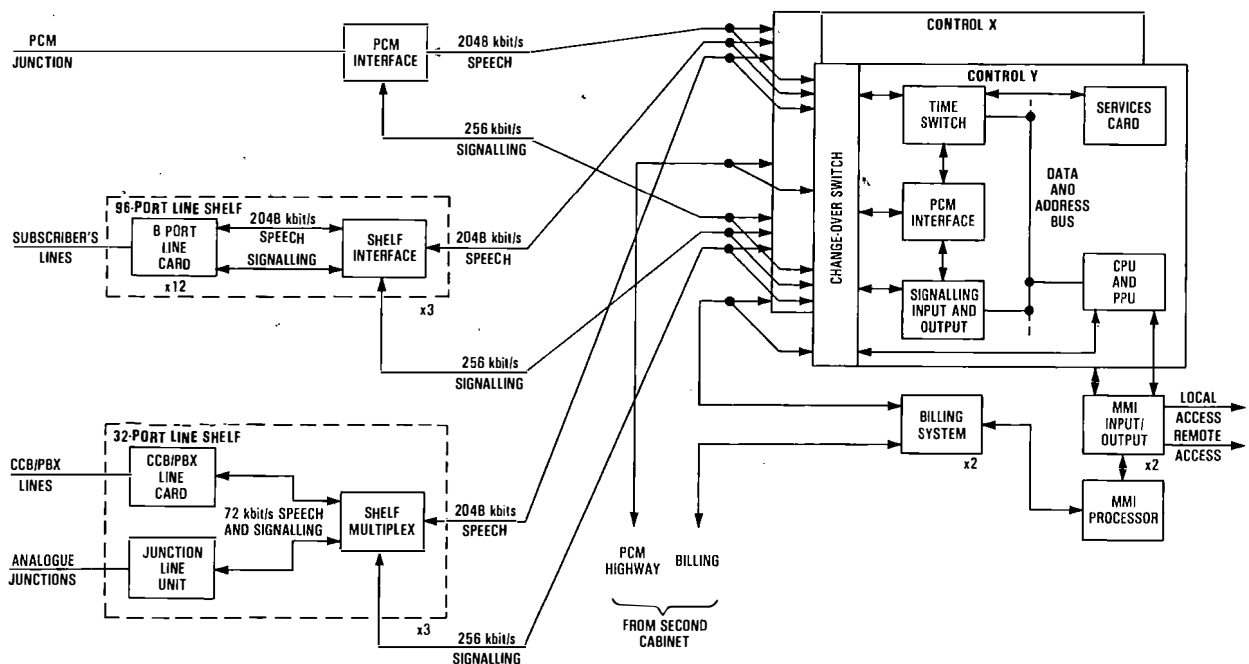 CONTROL X
CONTROL Y
PCM
JUNCTION
PCM
INTERFACE
2048 kbit/s
SPEECH
256 kbit/s
SIGNALLING
96-PORT LINE SHELF
SUBSCRIBER'S
LINES
8 PORT
LINE
CARD
x12
2048 kbit/s
SPEECH
SIGNALLING
SHELF
INTERFACE
x3
2048 kbit/s
SPEECH
256 kbit/s
SIGNALLING
32-PORT LINE SHELF
CCB/PBX
LINES
CCB/PBX
LINE
CARD
72 kbit/s SPEECH
AND SIGNALLING
ANALOGUE
JUNCTIONS
JUNCTION
LINE
UNIT
SHELF
MULTIPLEX
x3
2048 kbits
SPEECH
256 kbit/s
SIGNALLING
CHANGE-OVER SWITCH
TIME
SWITCH
SERVICES
CARD
PCM
INTERFACE
DATA
AND
ADDRESS
BUS
SIGNALLING
INPUT AND
OUTPUT
CPU
AND
PPU
BILLING
SYSTEM
x2
MMI
INPUT/
OUTPUT
x2
LOCAL
ACCESS
REMOTE
ACCESS
MMI
PROCESSOR
PCM
HIGHWAY
BILLING
FROM SECOND
CABINET